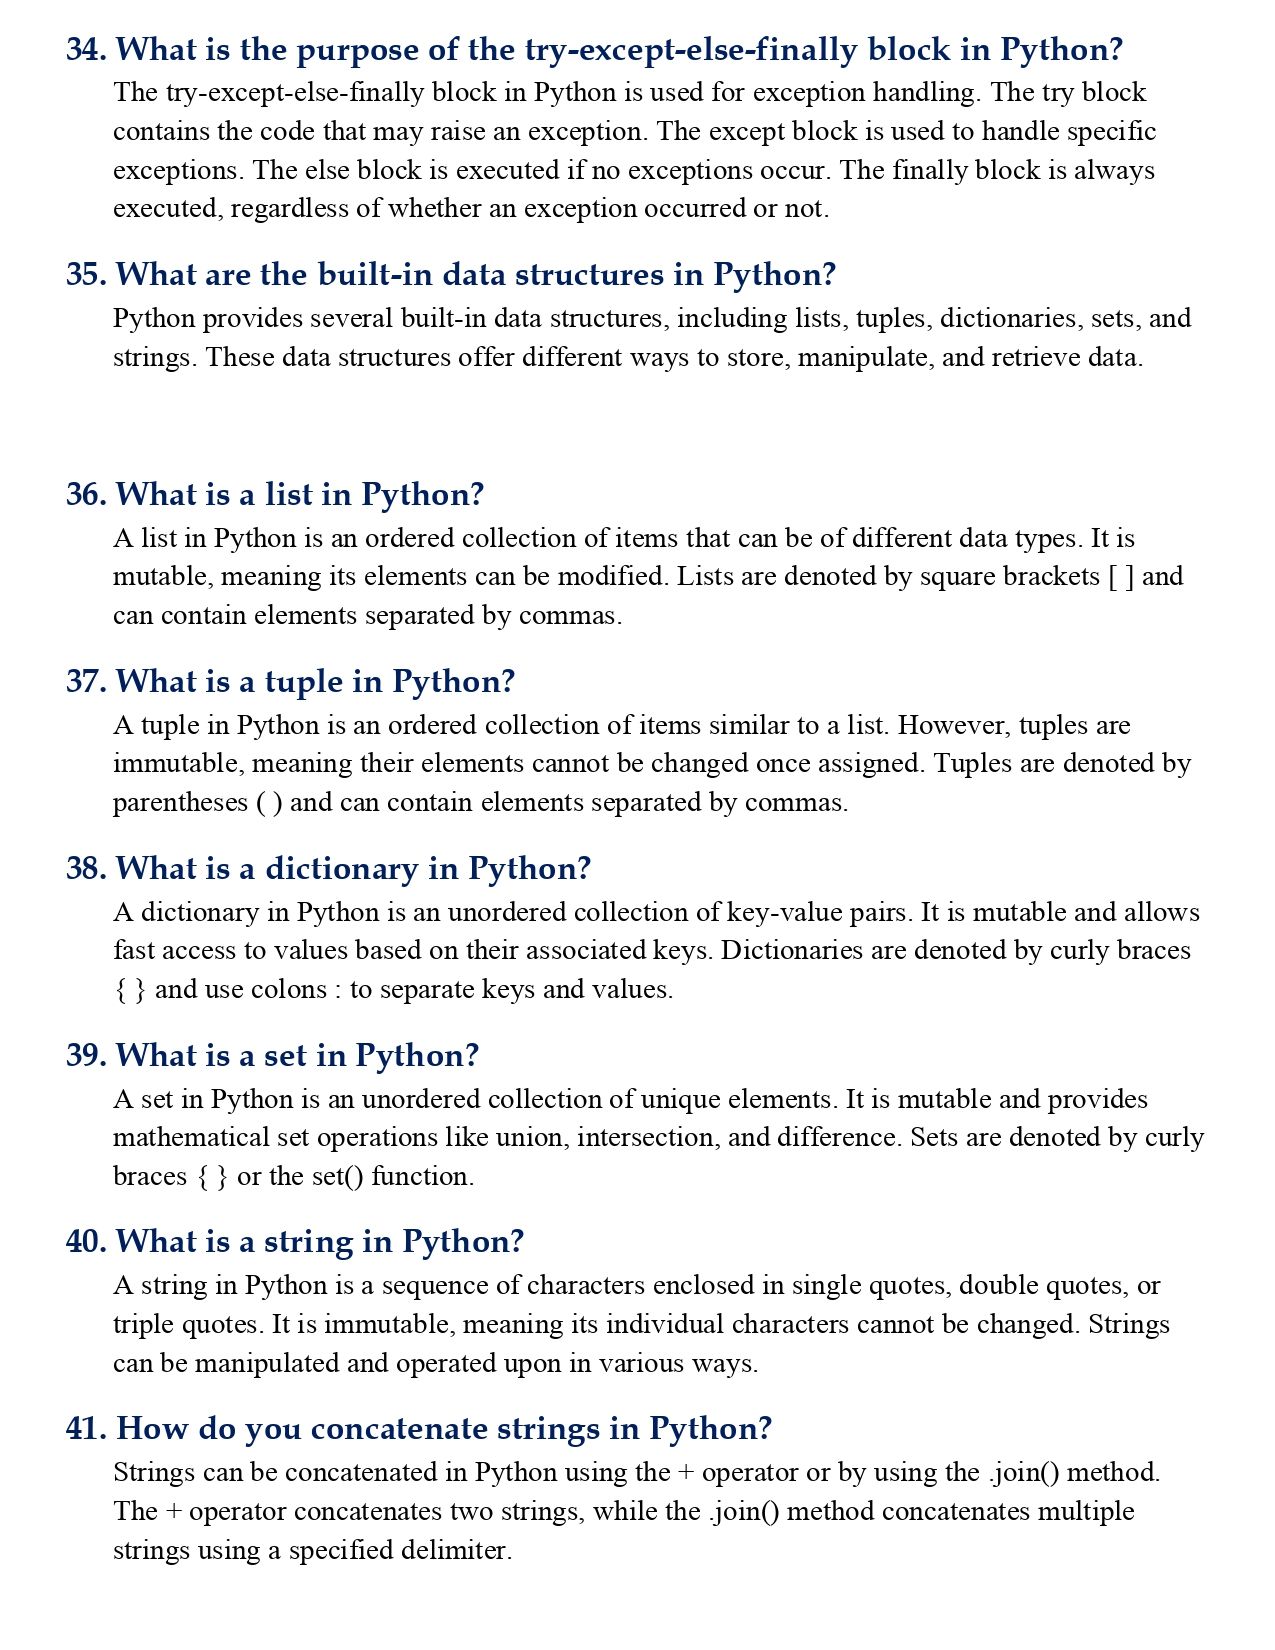 34. What is the purpose of the try-except-else-finally block in Python?
The try-except-else-finally block in Python is used for exception handling. The try block
contains the code that may raise an exception. The except block is used to handle specific
exceptions. The else block is executed if no exceptions occur. The finally block is always
executed, regardless of whether an exception occurred or not.
35. What are the built-in data structures in Python?
Python provides several built-in data structures, including lists, tuples, dictionaries, sets, and
strings. These data structures offer different ways to store, manipulate, and retrieve data.
36. What is a list in Python?
A list in Python is an ordered collection of items that can be of different data types. It is
mutable, meaning its elements can be modified. Lists are denoted by square brackets [ ] and
can contain elements separated by commas.
37. What is a tuple in Python?
A tuple in Python is an ordered collection of items similar to a list. However, tuples are
immutable, meaning their elements cannot be changed once assigned. Tuples are denoted by
parentheses ( ) and can contain elements separated by commas.
38. What is a dictionary in Python?
A dictionary in Python is an unordered collection of key-value pairs. It is mutable and allows
fast access to values based on their associated keys. Dictionaries are denoted by curly braces
{ } and use colons : to separate keys and values.
39. What is a set in Python?
A set in Python is an unordered collection of unique elements. It is mutable and provides
mathematical set operations like union, intersection, and difference. Sets are denoted by curly
braces { } or the set() function.
40. What is a string in Python?
A string in Python is a sequence of characters enclosed in single quotes, double quotes, or
triple quotes. It is immutable, meaning its individual characters cannot be changed. Strings
can be manipulated and operated upon in various ways.
41. How do you concatenate strings in Python?
Strings can be concatenated in Python using the + operator or by using the .join() method.
The + operator concatenates two strings, while the .join() method concatenates multiple
strings using a specified delimiter.